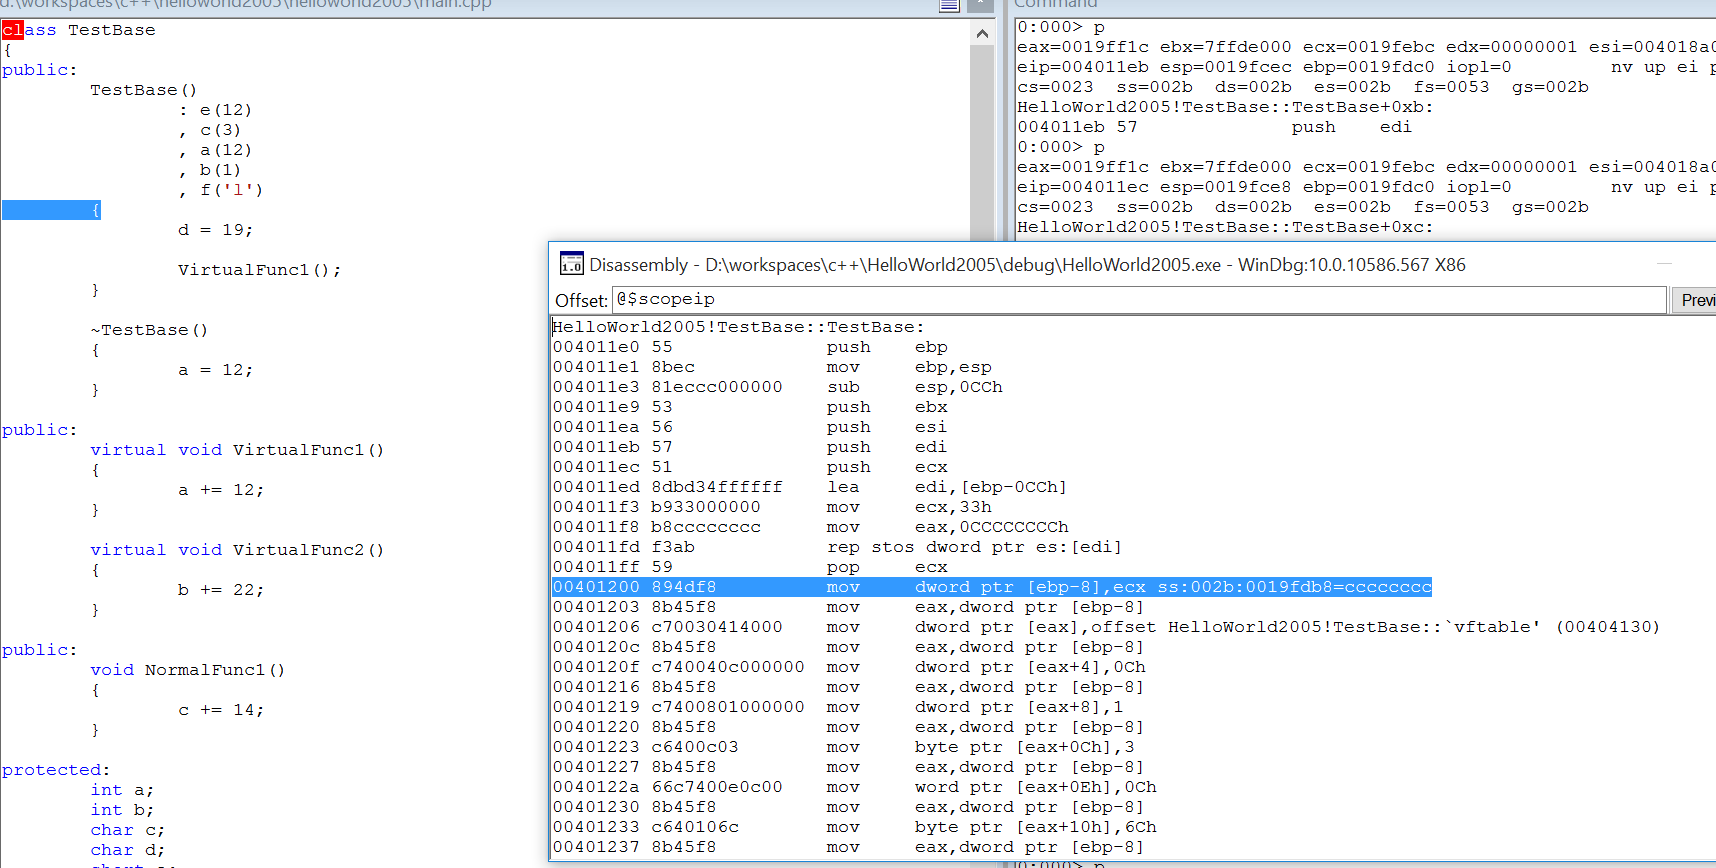 d:\workspaces\c++\helloworld2005\helloworld2005\main.cpp
class TestBase
{
public:
TestBase()
: e(12)
, c(3)
, a(12)
, b(1)
, f('l')
{
d = 19;
VirtualFunc1();
}
~TestBase()
{
a = 12;
}
public:
virtual void VirtualFunc1()
{
a += 12;
}
virtual void VirtualFunc2()
{
b += 22;
}
public:
void NormalFunc1()
{
c += 14;
}
protected:
int a;
int b;
char c;
char d;
Command
0:000> p
eax=0019ff1c ebx=7ffde000 ecx=0019febc edx=00000001 esi=004018a0
eip=004011eb esp=0019fcec ebp=0019fdc0 iopl=0 nv up ei p
cs=0023 ss=002b ds=002b es=002b fs=0053 gs=002b
HelloWorld2005!TestBase::TestBase+0xb:
004011eb 57 push edi
0:000> p
eax=0019ff1c ebx=7ffde000 ecx=0019febc edx=00000001 esi=004018a0
eip=004011ec esp=0019fce8 ebp=0019fdc0 iopl=0 nv up ei p
cs=0023 ss=002b ds=002b es=002b fs=0053 gs=002b
HelloWorld2005!TestBase::TestBase+0xc:
Disassembly - D:\workspaces\c++\HelloWorld2005\debug\HelloWorld2005.exe - WinDbg:10.0.10586.567 X86
Offset: @$scopeip Previ
HelloWorld2005!TestBase::TestBase:
004011e0 55 push ebp
004011e1 8bec mov ebp,esp
004011e3 81eccc000000 sub esp,0CCh
004011e9 53 push ebx
004011ea 56 push esi
004011eb 57 push edi
004011ec 51 push ecx
004011ed 8dbd34ffffff lea edi,[ebp-0CCh]
004011f3 b933000000 mov ecx,33h
004011f8 b8cccccccc mov eax,0CCCCCCCCh
004011fd f3ab rep stos dword ptr es:[edi]
004011ff 59 pop ecx
00401200 894df8 mov dword ptr [ebp-8],ecx ss:002b:0019fdb8=cccccccc
00401203 8b45f8 mov eax,dword ptr [ebp-8]
00401206 c70030414000 mov dword ptr [eax],offset HelloWorld2005!TestBase::`vftable' (00404130)
0040120c 8b45f8 mov eax,dword ptr [ebp-8]
0040120f c740040c000000 mov dword ptr [eax+4],0Ch
00401216 8b45f8 mov eax,dword ptr [ebp-8]
00401219 c7400801000000 mov dword ptr [eax+8],1
00401220 8b45f8 mov eax,dword ptr [ebp-8]
00401223 c6400c03 mov byte ptr [eax+0Ch],3
00401227 8b45f8 mov eax,dword ptr [ebp-8]
0040122a 66c7400e0c00 mov word ptr [eax+0Eh],0Ch
00401230 8b45f8 mov eax,dword ptr [ebp-8]
00401233 c640106c mov byte ptr [eax+10h],6Ch
00401237 8b45f8 mov eax,dword ptr [ebp-8]
0:000> p